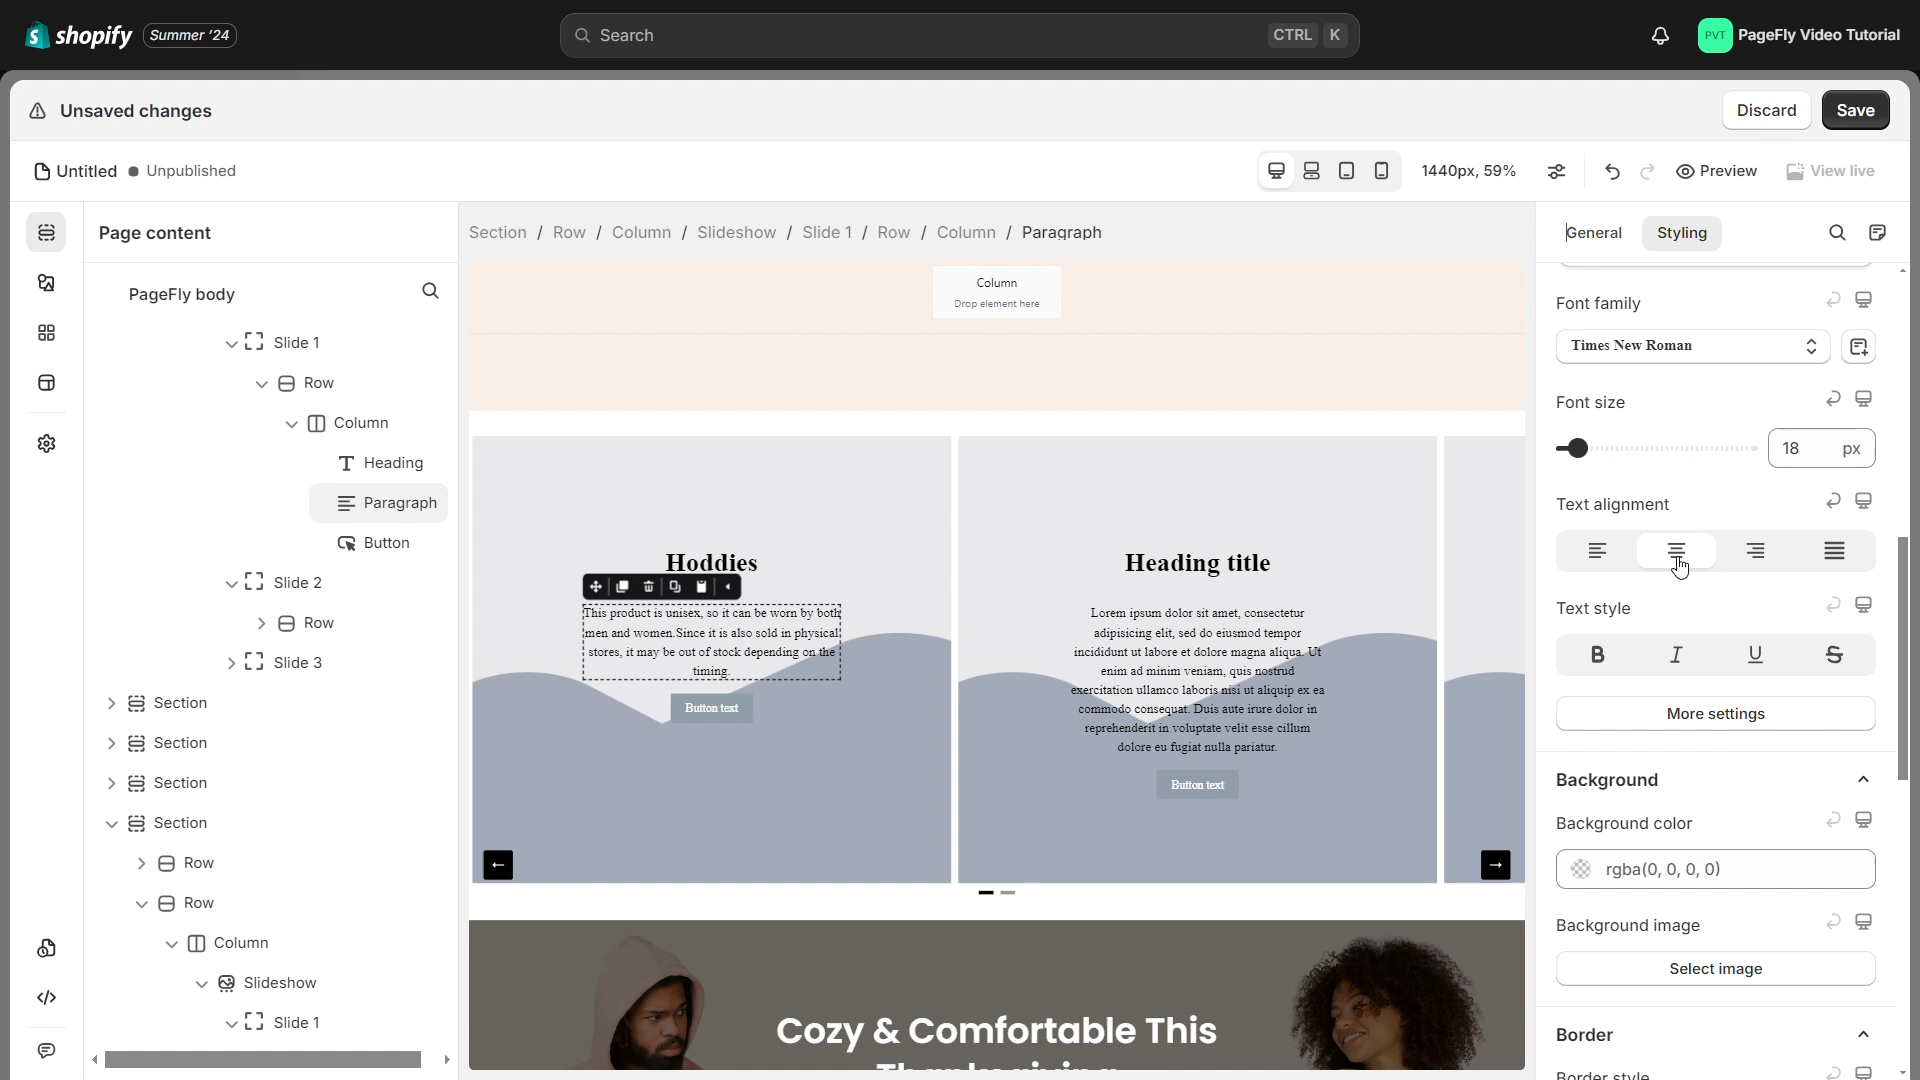 shopify Summer '24
Search
CTRL K
PVT PageFly Video Tutorial
Unsaved changes
Discard
Save
Untitled
Unpublished
1440px, 59%
Preview
View live
Page content
PageFly body
Slide 1
Row
Column
Heading
Paragraph
Button
Slide 2
Row
Slide 3
Section
Section
Section
Section
Row
Row
Column
Slideshow
Slide 1
Section / Row / Column / Slideshow / Slide 1 / Row / Column / Paragraph
Column
Drop element here
Hoddies
This product is unisex, so it can be worn by both
men and women.Since it is also sold in physical
stores, it may be out of stock depending on the
timing.
Button text
Heading title
Lorem ipsum dolor sit amet, consectetur
adipisicing elit, sed do eiusmod tempor
incididunt ut labore et dolore magna aliqua. Ut
enim ad minim veniam, quis nostrud
exercitation ullamco laboris nisi ut aliquip ex ea
commodo consequat. Duis aute irure dolor in
reprehenderit in voluptate velit esse cillum
dolore eu fugiat nulla pariatur.
Button text
Cozy & Comfortable This
Thanksgiving
General
Styling
Font family
Times New Roman
Font size
18 px
Text alignment
Text style
B I U S
More settings
Background
Background color
rgba(0, 0, 0, 0)
Background image
Select image
Border
Border style